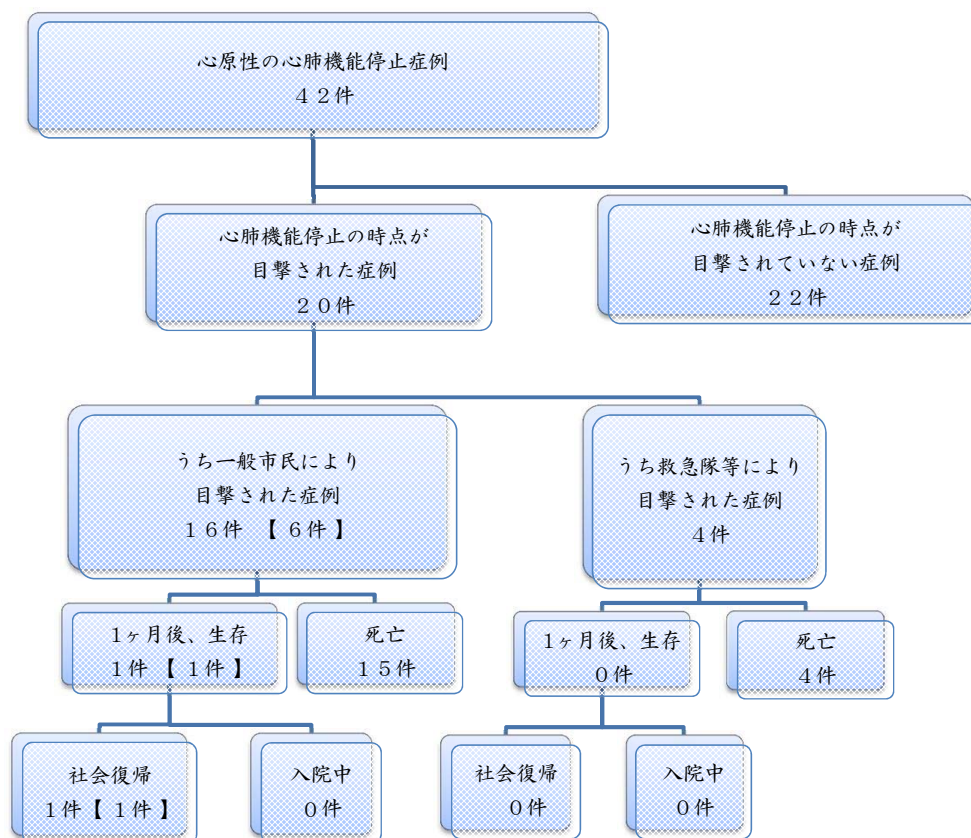 心原性の心肺機能停止症例
４２件
心肺機能停止の時点が
目撃された症例
２０件
心肺機能停止の時点が
目撃されていない症例
２２件
うち一般市民により
目撃された症例
１６件 【 ６件 】
うち救急隊等により
目撃された症例
４件
1ヶ月後、生存
1件 【 1件 】
死亡
１５件
1ヶ月後、生存
０件
死亡
４件
社会復帰
1件【 1件 】
入院中
０件
社会復帰
０件
入院中
０件